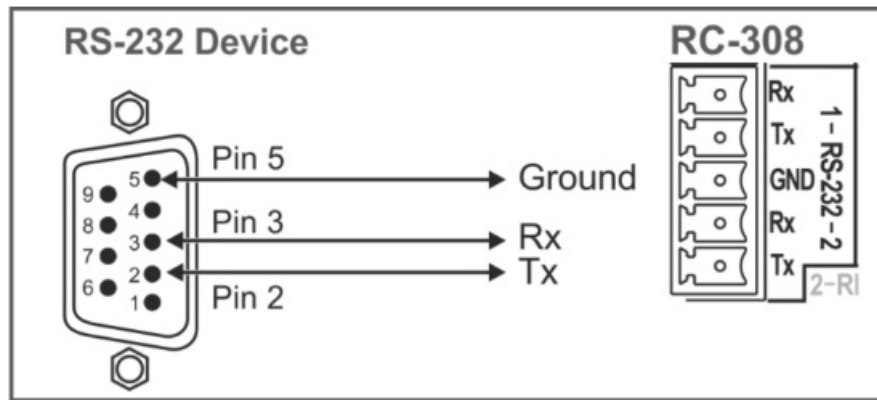 RS-232 Device
RC-308
Pin 5
Ground
Pin 3
Rx
Tx
Pin 2
5
9
4
8
3
7
2
6
1
Rx
Tx
GND
Rx
Tx
1 - RS-232 - 2
2-RI